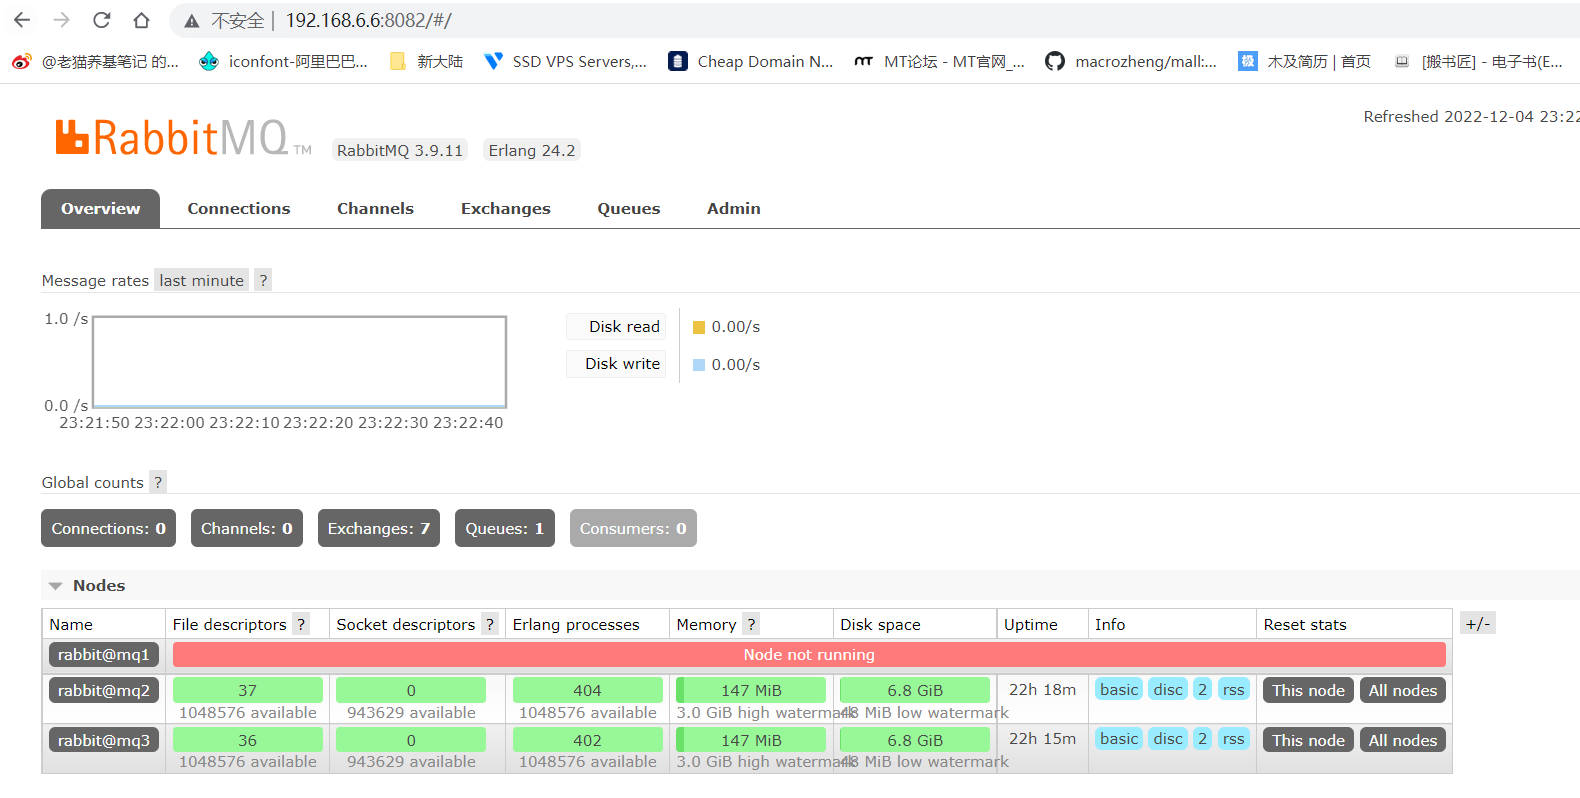 不安全 | 192.168.6.6:8082/#/
@老猫养基笔记 的... iconfont-阿里巴巴... 新大陆 SSD VPS Servers,... Cheap Domain N... MT论坛 - MT官网_... macrozheng/mall:... 木及简历 | 首页 [搬书匠] - 电子书(E...
Refreshed 2022-12-04 23:22
RabbitMQ TM RabbitMQ 3.9.11 Erlang 24.2
Overview Connections Channels Exchanges Queues Admin
Message rates last minute ?
1.0 /s
0.0 /s
23:21:50 23:22:00 23:22:10 23:22:20 23:22:30 23:22:40
Disk read 0.00/s
Disk write 0.00/s
Global counts ?
Connections: 0 Channels: 0 Exchanges: 7 Queues: 1 Consumers: 0
Nodes
Name File descriptors ? Socket descriptors ? Erlang processes Memory ? Disk space Uptime Info Reset stats +/-
rabbit@mq1 Node not running
rabbit@mq2 37 0 404 147 MiB 6.8 GiB 22h 18m basic disc 2 rss This node All nodes
1048576 available 943629 available 1048576 available 3.0 GiB high watermark 48 MiB low watermark
rabbit@mq3 36 0 402 147 MiB 6.8 GiB 22h 15m basic disc 2 rss This node All nodes
1048576 available 943629 available 1048576 available 3.0 GiB high watermark 48 MiB low watermark